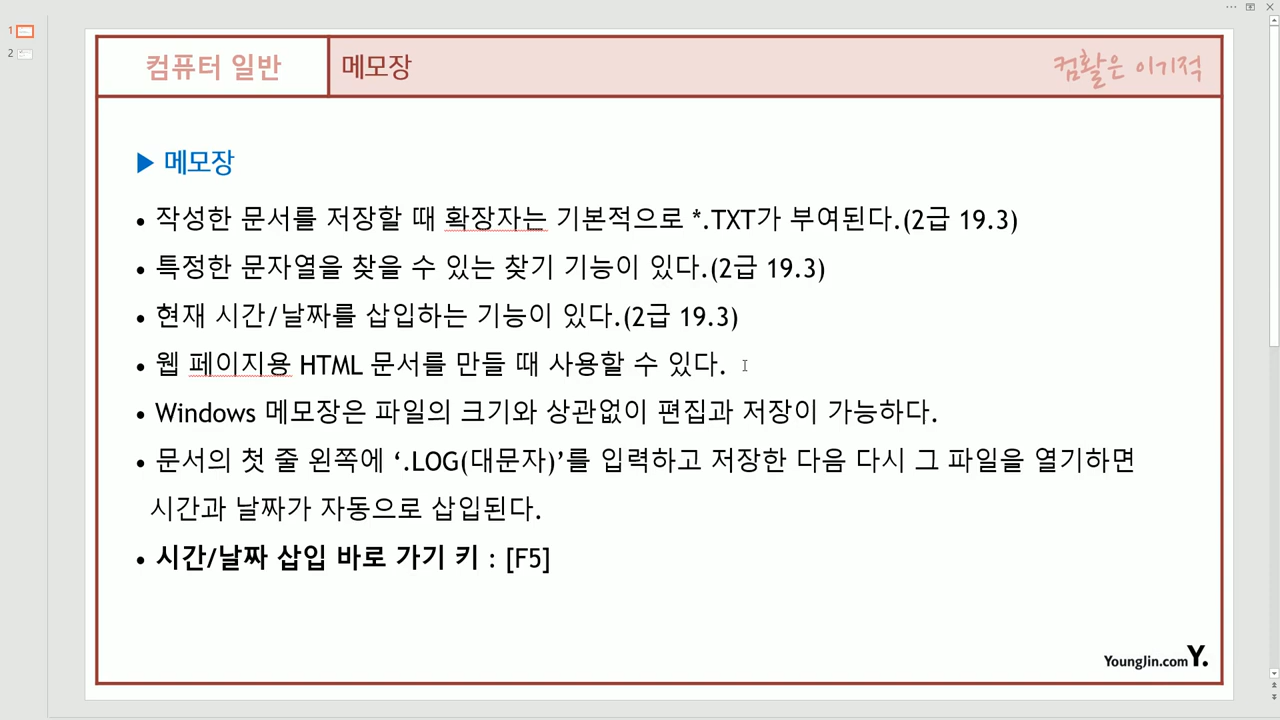 1
2
컴퓨터 일반
메모장
컴활은 이기적
▶ 메모장
• 작성한 문서를 저장할 때 확장자는 기본적으로 *.TXT가 부여된다.(2급 19.3)
• 특정한 문자열을 찾을 수 있는 찾기 기능이 있다.(2급 19.3)
• 현재 시간/날짜를 삽입하는 기능이 있다.(2급 19.3)
• 웹 페이지용 HTML 문서를 만들 때 사용할 수 있다.
• Windows 메모장은 파일의 크기와 상관없이 편집과 저장이 가능하다.
• 문서의 첫 줄 왼쪽에 ‘.LOG(대문자)’를 입력하고 저장한 다음 다시 그 파일을 열기하면
시간과 날짜가 자동으로 삽입된다.
• 시간/날짜 삽입 바로 가기 키 : [F5]
YoungJin.com Y.